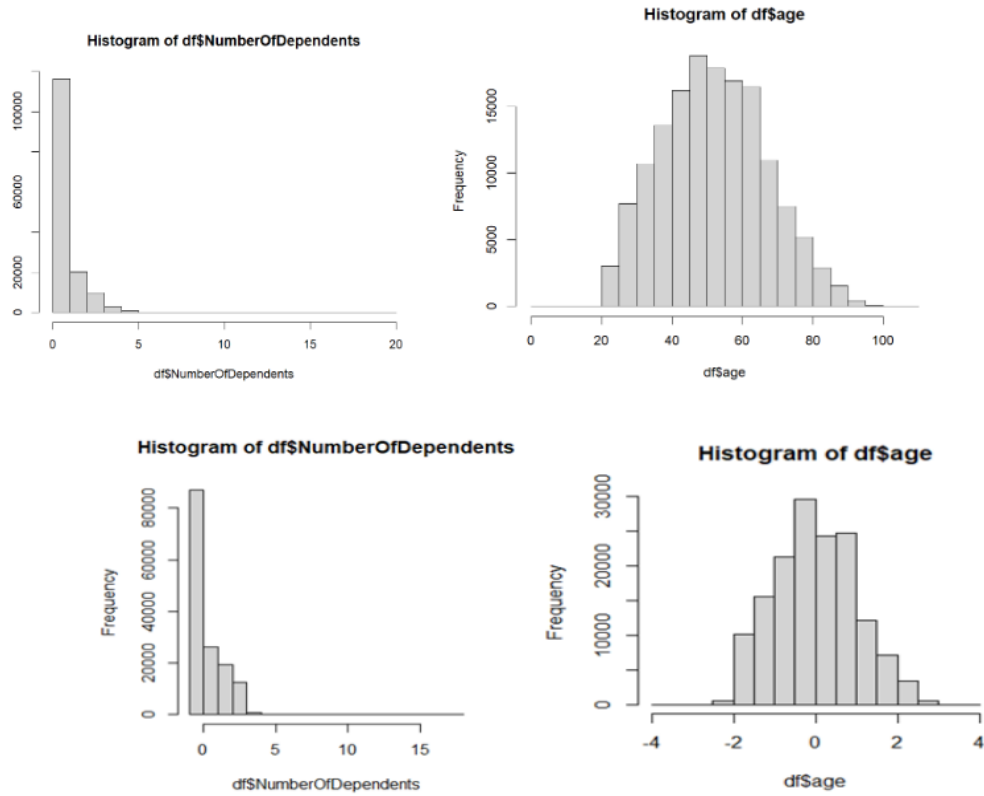 Histogram of df$NumberOfDependents
100000
60000
20000
0
0 5 10 15 20
df$NumberOfDependents
Histogram of df$age
Frequency
15000
10000
5000
0
0 20 40 60 80 100
df$age
Histogram of df$NumberOfDependents
Frequency
80000
60000
40000
20000
0
0 5 10 15
df$NumberOfDependents
Histogram of df$age
Frequency
30000
20000
10000
0
-4 -2 0 2 4
df$age